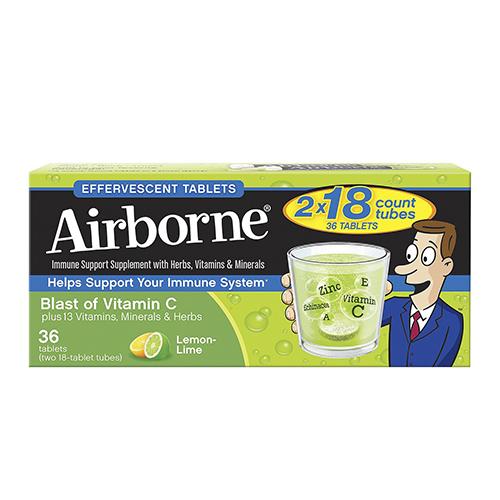 EFFERVESCENT TABLETS
Airborne®
Immune Support Supplement with Herbs, Vitamins & Minerals
Helps Support Your Immune System*
Blast of Vitamin C
plus 13 Vitamins, Minerals & Herbs
36
tablets
(two 18-tablet tubes)
Lemon-
Lime
2x18 count
tubes
36 TABLETS
Zinc
E
Echinacea
Vitamin
C
A